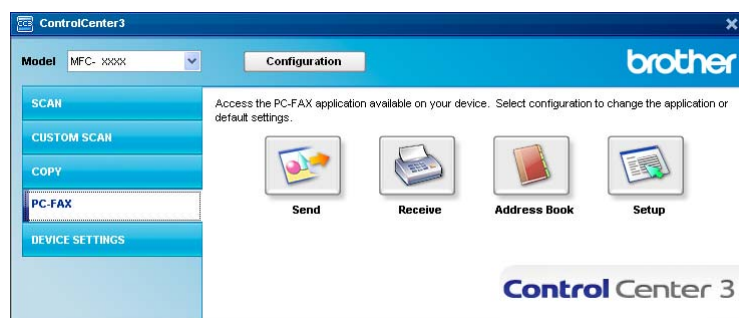 ControlCenter3
Model MFC- XXXX Configuration brother
SCAN
CUSTOM SCAN
COPY
PC-FAX
DEVICE SETTINGS
Access the PC-FAX application available on your device. Select configuration to change the application or
default settings.
Send Receive Address Book Setup
Control Center 3